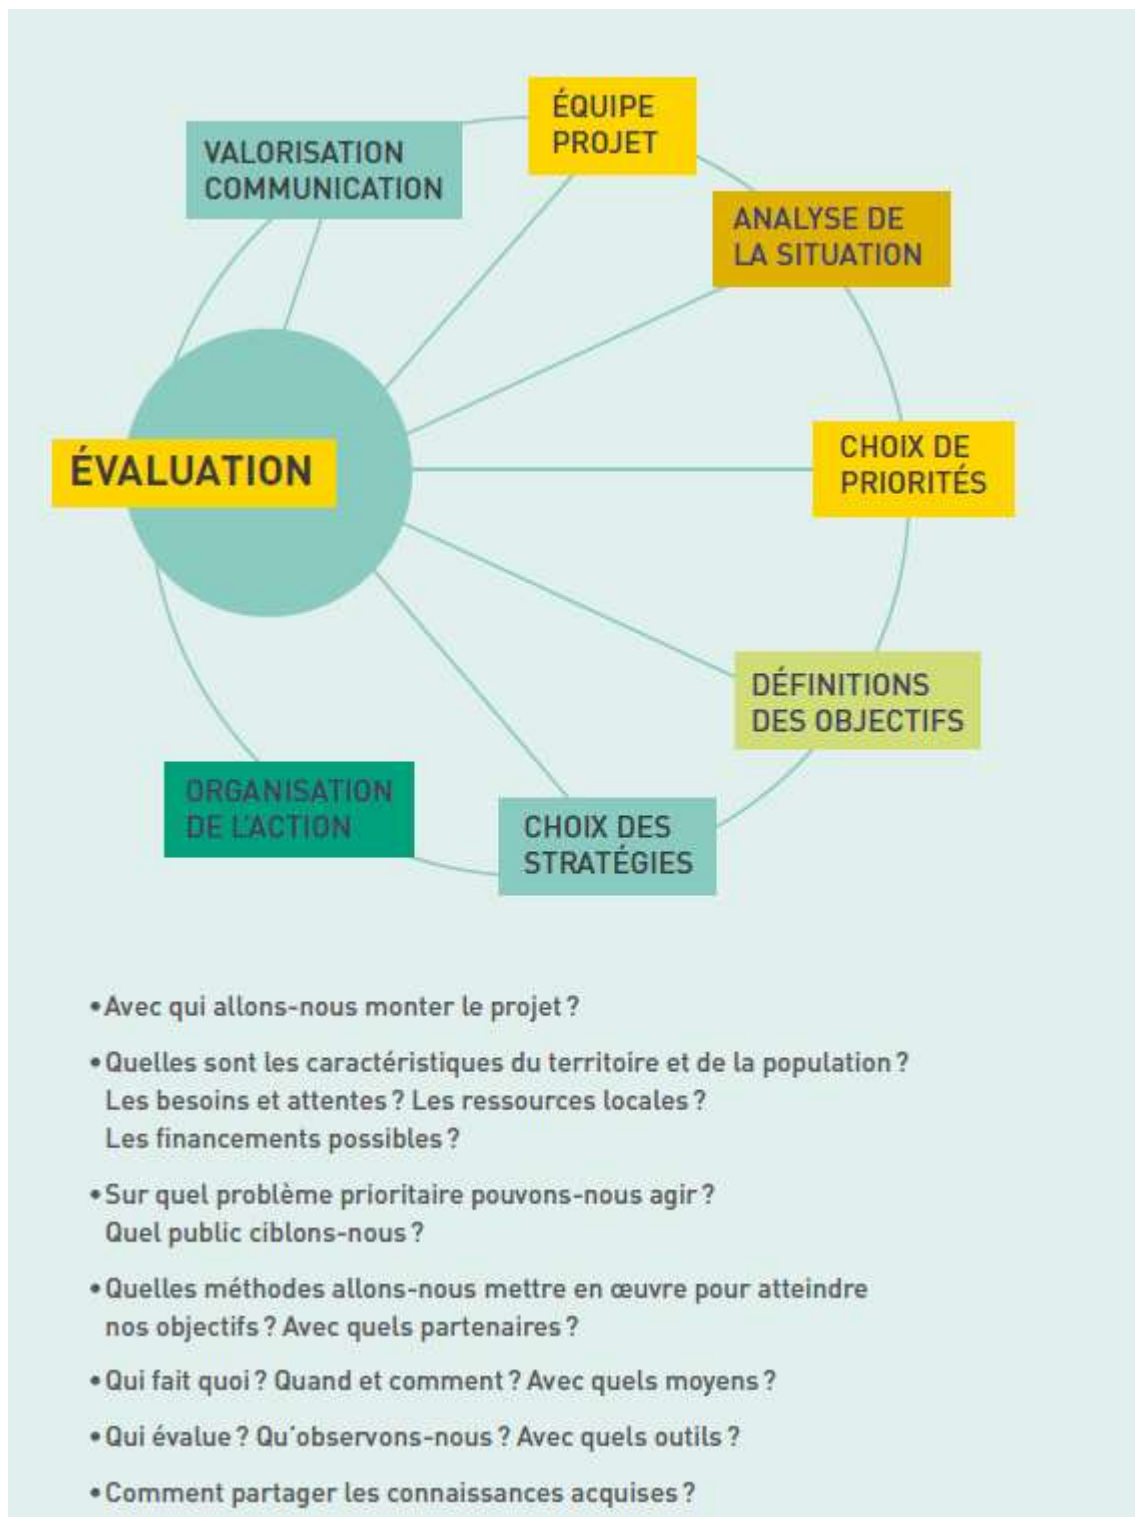 ÉQUIPE
PROJET
VALORISATION
COMMUNICATION
ANALYSE DE
LA SITUATION
CHOIX DE
PRIORITÉS
ÉVALUATION
DÉFINITIONS
DES OBJECTIFS
ORGANISATION
DE L'ACTION
CHOIX DES
STRATÉGIES
• Avec qui allons-nous monter le projet ?
• Quelles sont les caractéristiques du territoire et de la population ?
Les besoins et attentes ? Les ressources locales ?
Les financements possibles ?
• Sur quel problème prioritaire pouvons-nous agir ?
Quel public ciblons-nous ?
• Quelles méthodes allons-nous mettre en œuvre pour atteindre
nos objectifs ? Avec quels partenaires ?
• Qui fait quoi ? Quand et comment ? Avec quels moyens ?
• Qui évalue ? Qu'observons-nous ? Avec quels outils ?
• Comment partager les connaissances acquises ?